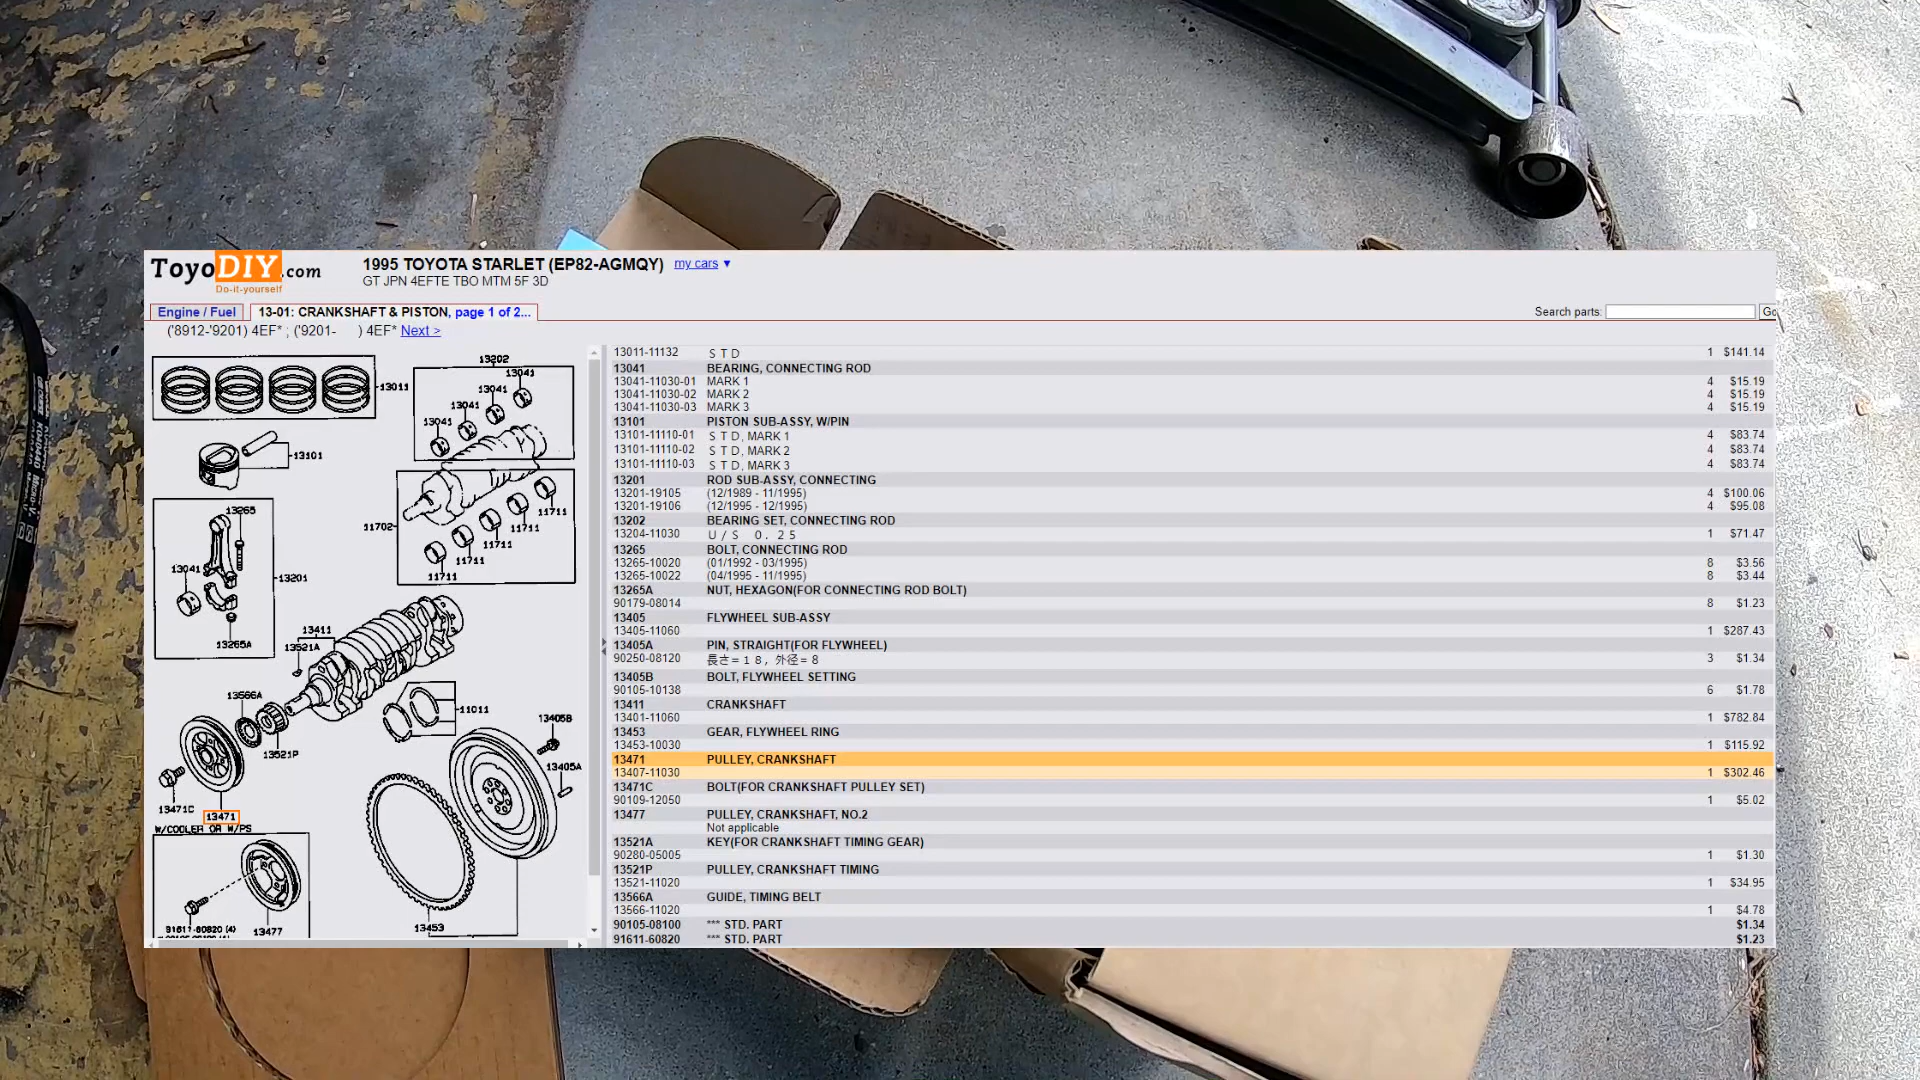 ToyoDIY.com
Do-it-yourself
1995 TOYOTA STARLET (EP82-AGMQY) my cars ▼
GT JPN 4EFTE TBO MTM 5F 3D
Engine / Fuel
13-01: CRANKSHAFT & PISTON, page 1 of 2...
Search parts:
('8912-'9201) 4EF* ; ('9201- ) 4EF* Next >
13011
13202
13041
13041
13041
13041
13101
11702
11711
11711
11711
11711
11711
13265
13041
13201
13265A
13411
13521A
13566A
13521P
11011
13405B
13405A
13471C
13471
W/COOLER OR W/PS
91611-60820 (4)
13477
13453
13011-11132 S T D 1 $141.14
13041 BEARING, CONNECTING ROD
13041-11030-01 MARK 1 4 $15.19
13041-11030-02 MARK 2 4 $15.19
13041-11030-03 MARK 3 4 $15.19
13101 PISTON SUB-ASSY, W/PIN
13101-11110-01 S T D, MARK 1 4 $83.74
13101-11110-02 S T D, MARK 2 4 $83.74
13101-11110-03 S T D, MARK 3 4 $83.74
13201 ROD SUB-ASSY, CONNECTING
13201-19105 (12/1989 - 11/1995) 4 $100.06
13201-19106 (12/1995 - 12/1995) 4 $95.08
13202 BEARING SET, CONNECTING ROD
13204-11030 U / S 0 . 2 5 1 $71.47
13265 BOLT, CONNECTING ROD
13265-10020 (01/1992 - 03/1995) 8 $3.56
13265-10022 (04/1995 - 11/1995) 8 $3.44
13265A NUT, HEXAGON(FOR CONNECTING ROD BOLT)
90179-08014 8 $1.23
13405 FLYWHEEL SUB-ASSY
13405-11060 1 $287.43
13405A PIN, STRAIGHT(FOR FLYWHEEL)
90250-08120 長さ＝１８，外径＝８ 3 $1.34
13405B BOLT, FLYWHEEL SETTING
90105-10138 6 $1.78
13411 CRANKSHAFT
13401-11060 1 $782.84
13453 GEAR, FLYWHEEL RING
13453-10030 1 $115.92
13471 PULLEY, CRANKSHAFT
13407-11030 1 $302.46
13471C BOLT(FOR CRANKSHAFT PULLEY SET)
90109-12050 1 $5.02
13477 PULLEY, CRANKSHAFT, NO.2
Not applicable
13521A KEY(FOR CRANKSHAFT TIMING GEAR)
90280-05005 1 $1.30
13521P PULLEY, CRANKSHAFT TIMING
13521-11020 1 $34.95
13566A GUIDE, TIMING BELT
13566-11020 1 $4.78
90105-08100 *** STD. PART $1.34
91611-60820 *** STD. PART $1.23